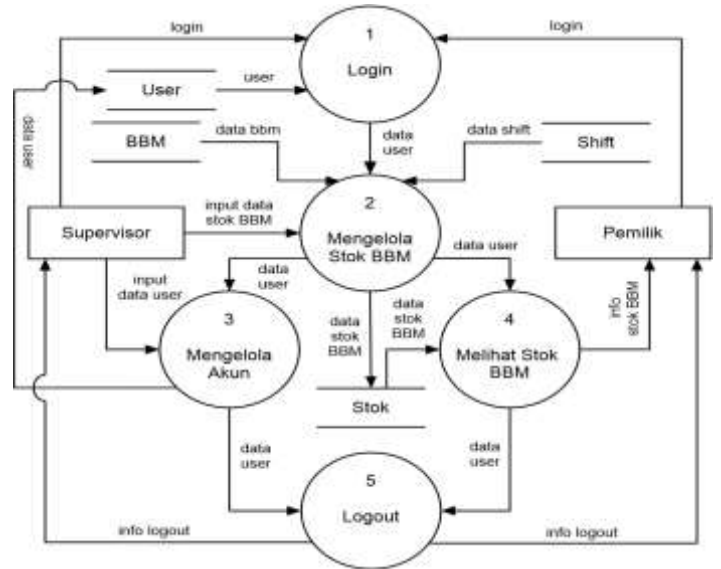 login
1
Login
login
User
user
BBM
data bbm
data
user
data shift
Shift
data user
Supervisor
input data
stok BBM
2
Mengelola
Stok BBM
data user
Pemilik
input
data user
data
user
3
Mengelola
Akun
data
stok
BBM
data
stok
BBM
4
Melihat Stok
BBM
info
stok BBM
Stok
data
user
data
user
5
Logout
info logout
info logout